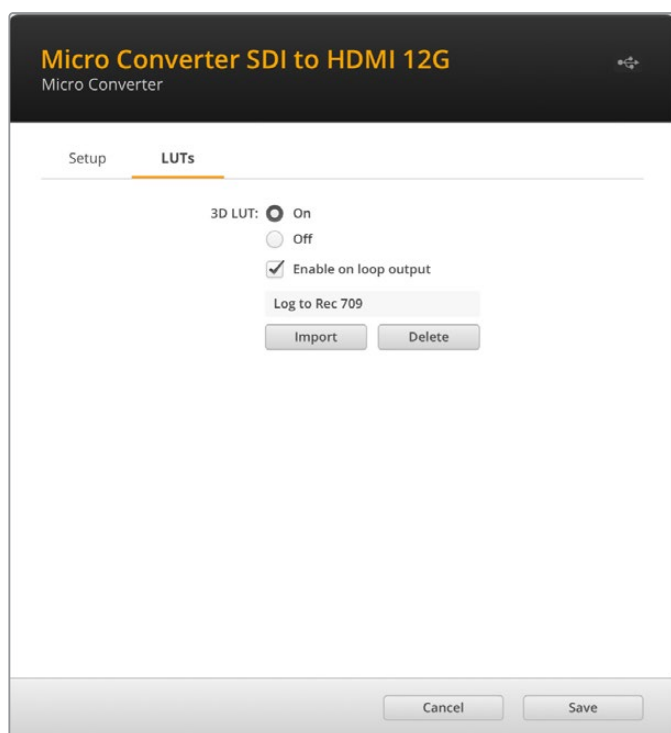 Micro Converter SDI to HDMI 12G
Micro Converter
Setup LUTs
3D LUT: On
Off
Enable on loop output
Log to Rec 709
Import Delete
Cancel Save